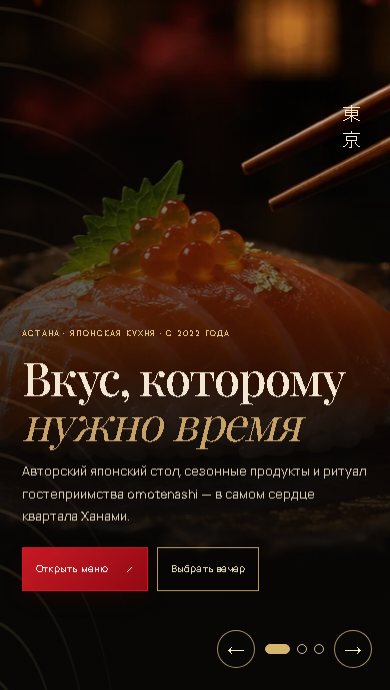 東
京
АСТАНА · ЯПОНСКАЯ КУХНЯ · С 2022 ГОДА
Вкус, которому
нужно время
Авторский японский стол, сезонные продукты и ритуал
гостеприимства omotenashi — в самом сердце
квартала Ханами.
Открыть меню ↗
Выбрать вечер
← →